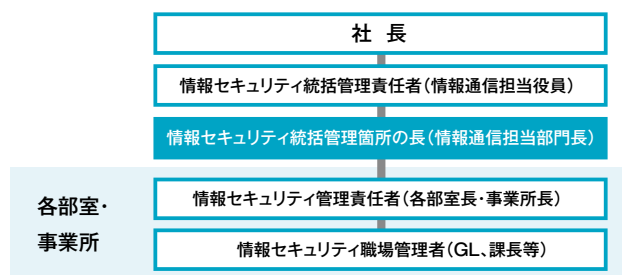 社 長
情報セキュリティ統括管理責任者（情報通信担当役員）
情報セキュリティ統括管理箇所の長（情報通信担当部門長）
各部室・
事業所
情報セキュリティ管理責任者（各部室長・事業所長）
情報セキュリティ職場管理者（GL、課長等）